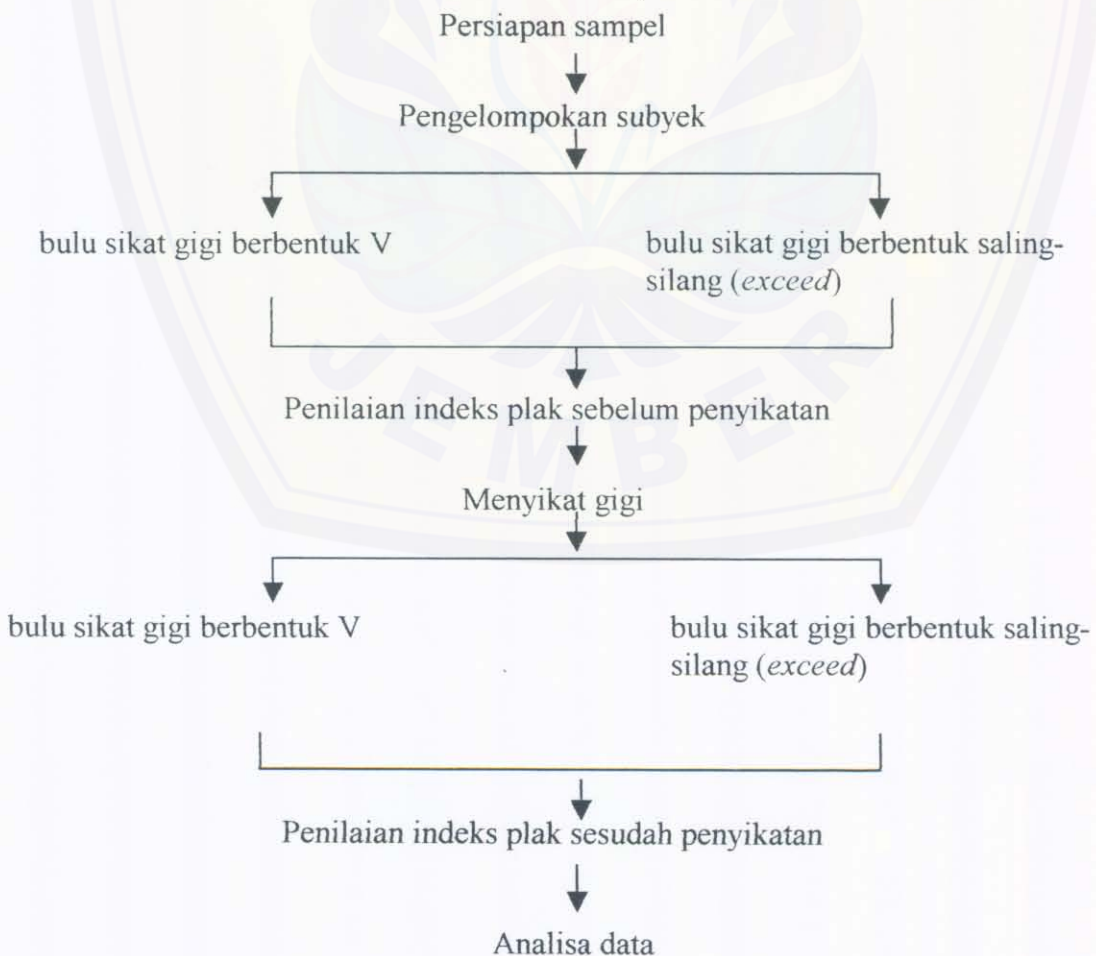 Persiapan sampel
Pengelompokan subyek
bulu sikat gigi berbentuk V
bulu sikat gigi berbentuk saling-
silang (exceed)
Penilaian indeks plak sebelum penyikatan
Menyikat gigi
bulu sikat gigi berbentuk V
bulu sikat gigi berbentuk saling-
silang (exceed)
Penilaian indeks plak sesudah penyikatan
Analisa data
JEMBER